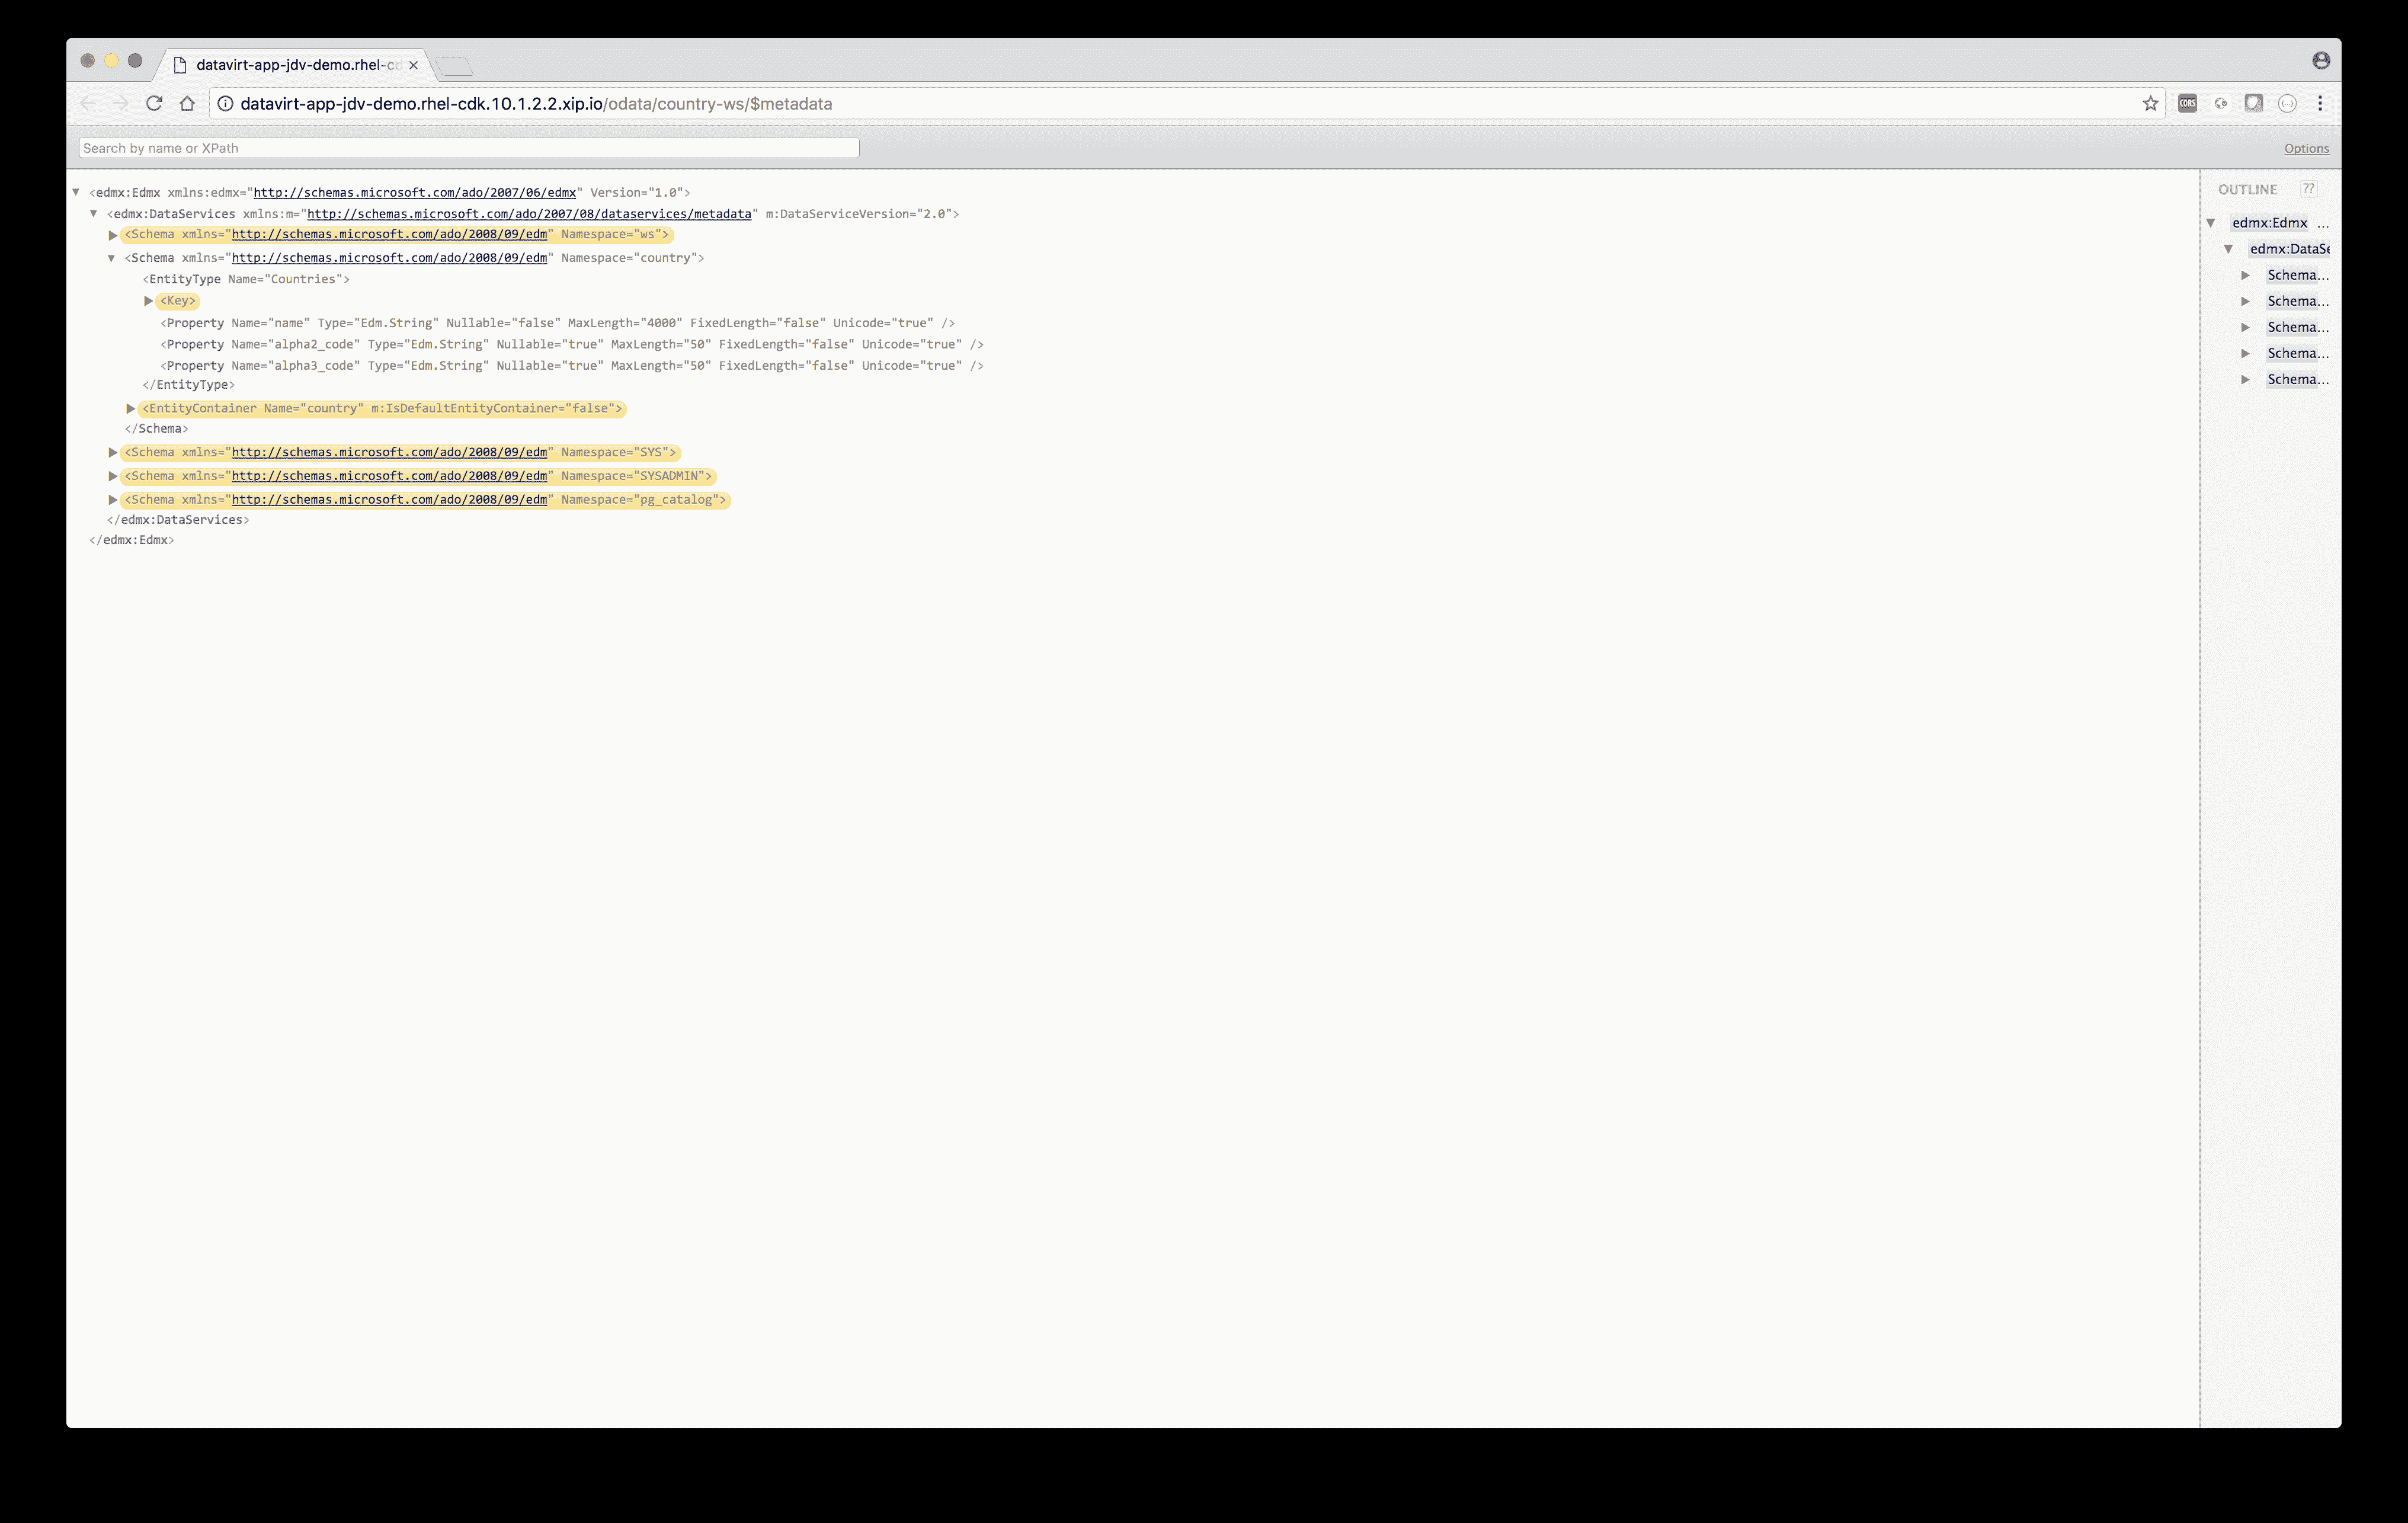 datavirt-app-jdv-demo.rhel-cd
datavirt-app-jdv-demo.rhel-cdk.10.1.2.2.xip.io/odata/country-ws/$metadata
CORS
Search by name or XPath
Options
<edmx:Edmx xmlns:edmx="http://schemas.microsoft.com/ado/2007/06/edmx" Version="1.0">
<edmx:DataServices xmlns:m="http://schemas.microsoft.com/ado/2007/08/dataservices/metadata" m:DataServiceVersion="2.0">
<Schema xmlns="http://schemas.microsoft.com/ado/2008/09/edm" Namespace="ws">
<Schema xmlns="http://schemas.microsoft.com/ado/2008/09/edm" Namespace="country">
<EntityType Name="Countries">
<Key>
<Property Name="name" Type="Edm.String" Nullable="false" MaxLength="4000" FixedLength="false" Unicode="true" />
<Property Name="alpha2_code" Type="Edm.String" Nullable="true" MaxLength="50" FixedLength="false" Unicode="true" />
<Property Name="alpha3_code" Type="Edm.String" Nullable="true" MaxLength="50" FixedLength="false" Unicode="true" />
</EntityType>
<EntityContainer Name="country" m:IsDefaultEntityContainer="false">
</Schema>
<Schema xmlns="http://schemas.microsoft.com/ado/2008/09/edm" Namespace="SYS">
<Schema xmlns="http://schemas.microsoft.com/ado/2008/09/edm" Namespace="SYSADMIN">
<Schema xmlns="http://schemas.microsoft.com/ado/2008/09/edm" Namespace="pg_catalog">
</edmx:DataServices>
</edmx:Edmx>
OUTLINE ??
edmx:Edmx ...
edmx:DataSe
Schema...
Schema...
Schema...
Schema...
Schema...